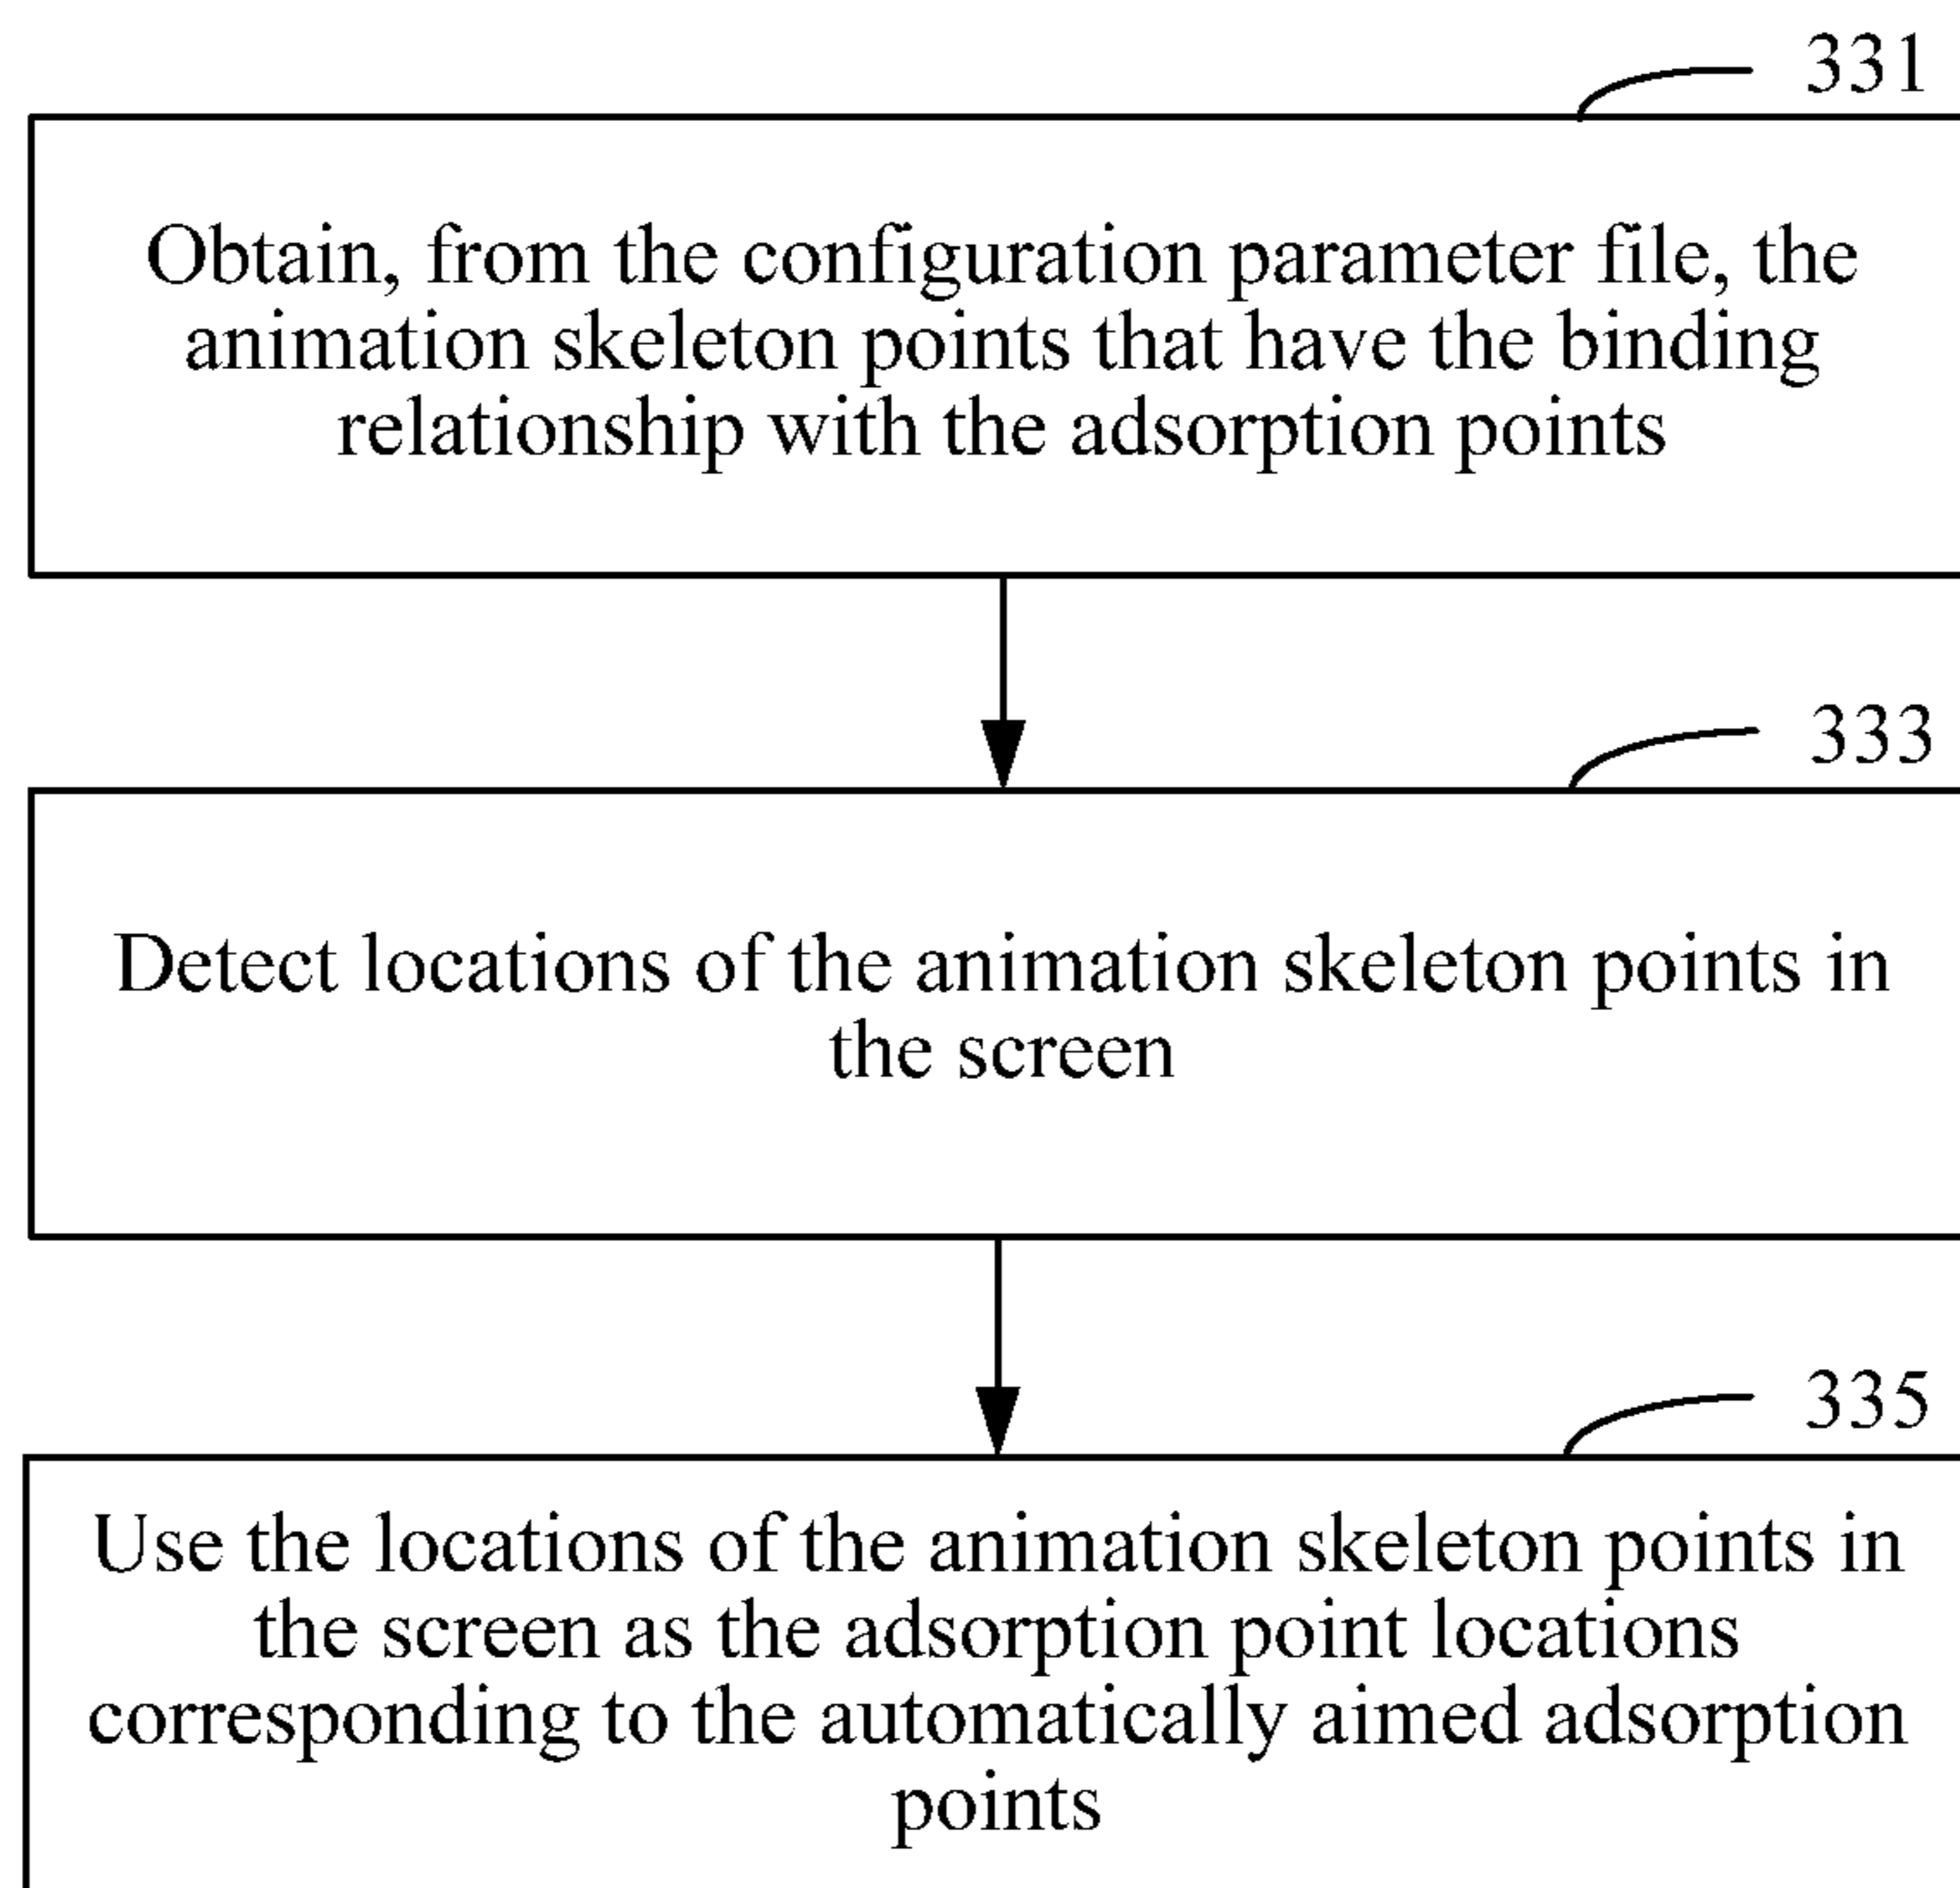 331
Obtain, from the configuration parameter file, the
animation skeleton points that have the binding
relationship with the adsorption points
333
Detect locations of the animation skeleton points in
the screen
335
Use the locations of the animation skeleton points in
the screen as the adsorption point locations
corresponding to the automatically aimed adsorption
points